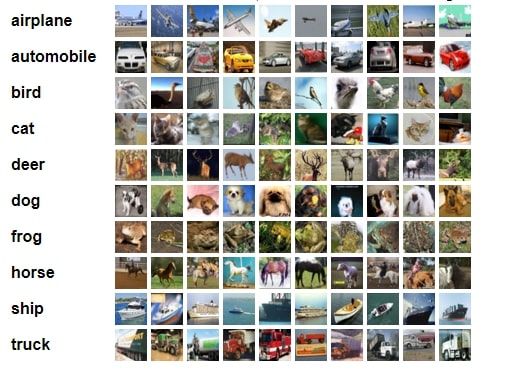 airplane
automobile
bird
cat
deer
dog
frog
horse
ship
truck